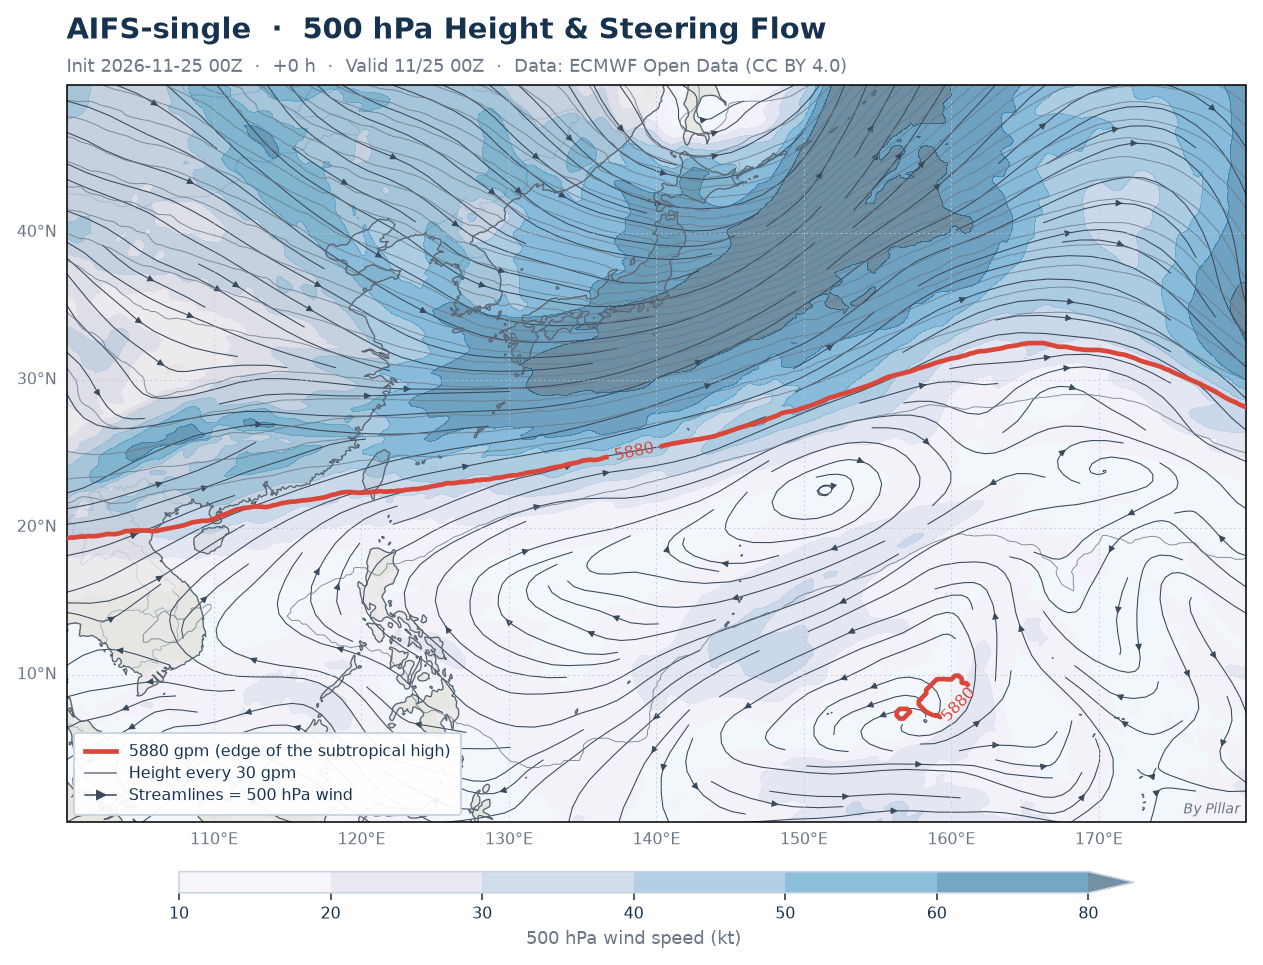 AIFS-single · 500 hPa Height & Steering Flow
Init 2026-11-25 00Z · +0 h · Valid 11/25 00Z · Data: ECMWF Open Data (CC BY 4.0)
40°N
30°N
20°N
10°N
5880
5880
5880 gpm (edge of the subtropical high)
Height every 30 gpm
Streamlines = 500 hPa wind
By Pillar
110°E 120°E 130°E 140°E 150°E 160°E 170°E
10 20 30 40 50 60 80
500 hPa wind speed (kt)